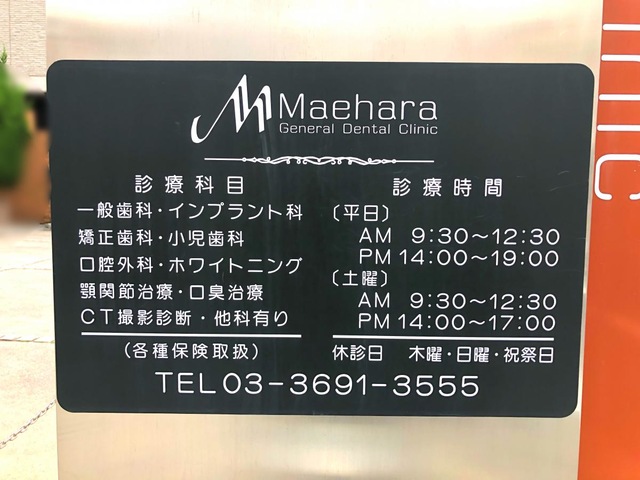 Maehara
General Dental Clinic
診療科目
一般歯科・インプラント科
矯正歯科・小児歯科
口腔外科・ホワイトニング
顎関節治療・口臭治療
CT撮影診断・他科有り
(各種保険取扱)
診療時間
〔平日〕
AM 9:30〜12:30
PM 14:00〜19:00
〔土曜〕
AM 9:30〜12:30
PM 14:00〜17:00
休診日 木曜・日曜・祝祭日
TEL 03-3691-3555